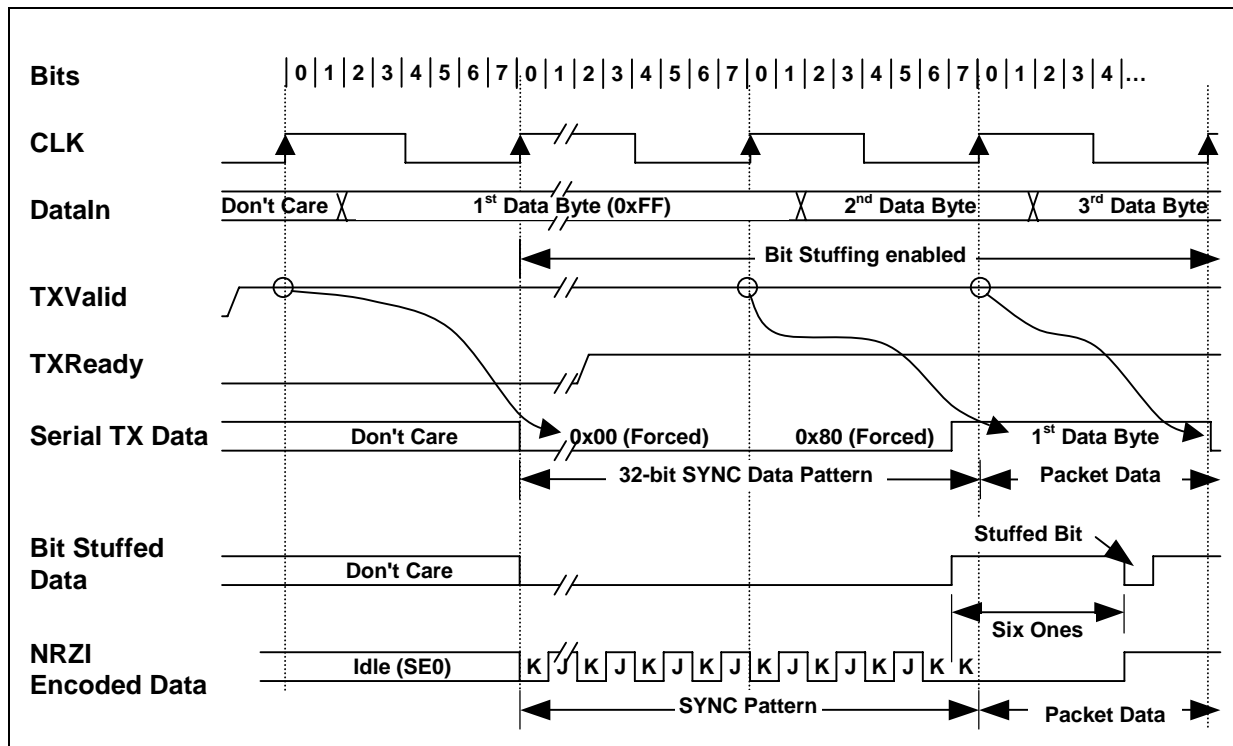 Bits 0 1 2 3 4 5 6 7 0 1 2 3 4 5 6 7 0 1 2 3 4 5 6 7 0 1 2 3 4 ...
CLK
DataIn Don't Care 1st Data Byte (0xFF) 2nd Data Byte 3rd Data Byte
Bit Stuffing enabled
TXValid
TXReady
Serial TX Data Don't Care 0x00 (Forced) 0x80 (Forced) 1st Data Byte
32-bit SYNC Data Pattern Packet Data
Stuffed Bit
Bit Stuffed
Data
Don't Care
Six Ones
NRZI
Encoded Data
Idle (SE0) K J K J K J K J K J K J K J K K
SYNC Pattern Packet Data